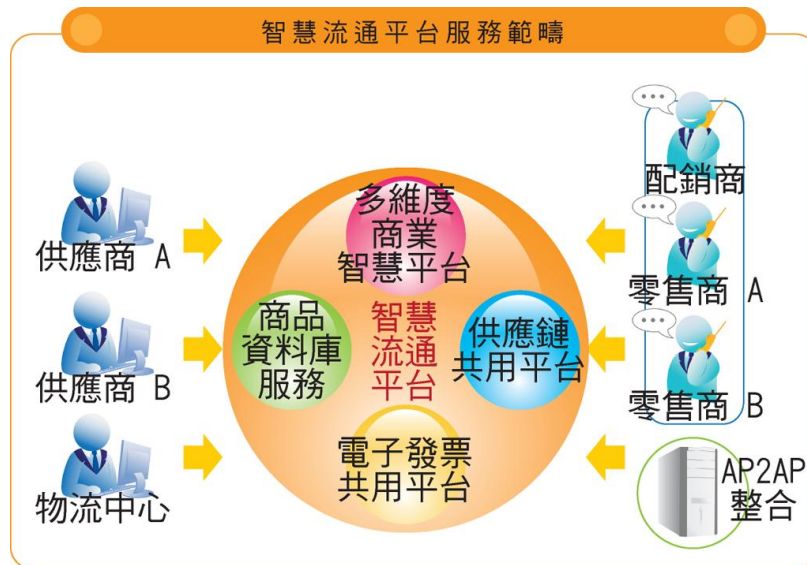 智慧流通平台服務範疇
供應商 A
供應商 B
物流中心
多維度
商業
智慧平台
商品
資料庫
服務
智慧
流通
平台
供應鏈
共用平台
電子發票
共用平台
配銷商
零售商 A
零售商 B
AP2AP
整合